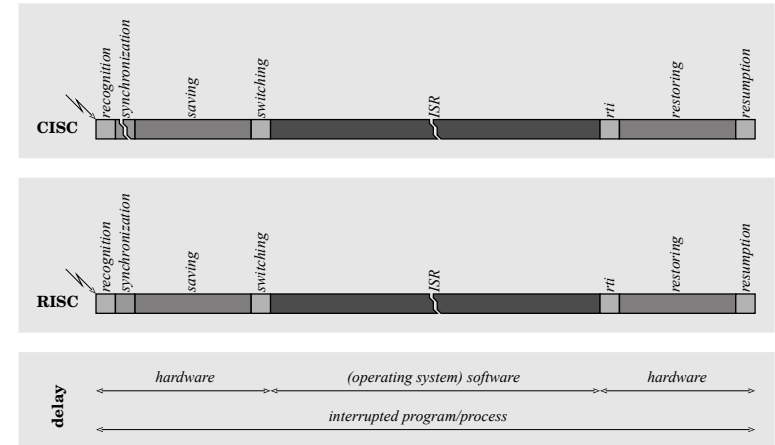 recognition
synchronization
saving
switching
ISR
rti
restoring
resumption
CISC
recognition
synchronization
saving
switching
ISR
rti
restoring
resumption
RISC
delay
hardware
(operating system) software
hardware
interrupted program/process